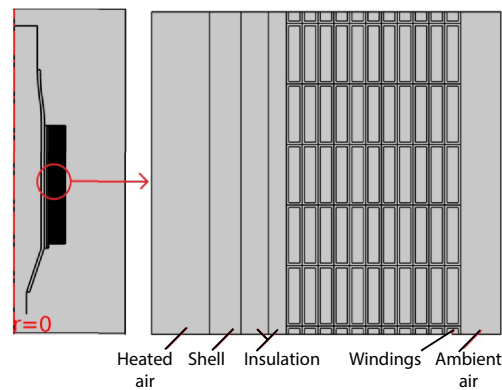 r=0
Heated air
Shell
Insulation
Windings
Ambient air